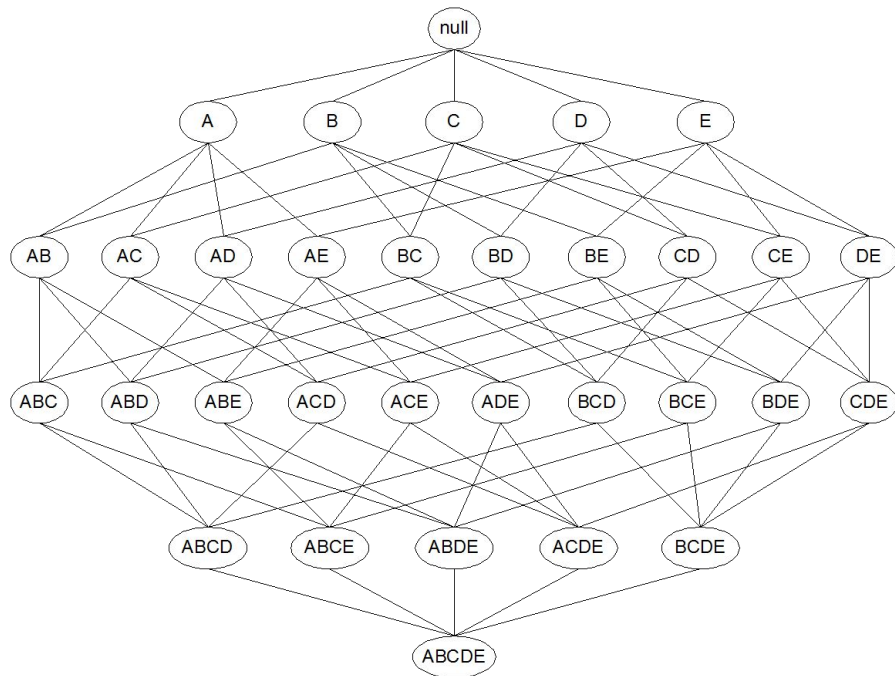 null
A B C D E
AB AC AD AE BC BD BE CD CE DE
ABC ABD ABE ACD ACE ADE BCD BCE BDE CDE
ABCD ABCE ABDE ACDE BCDE
ABCDE